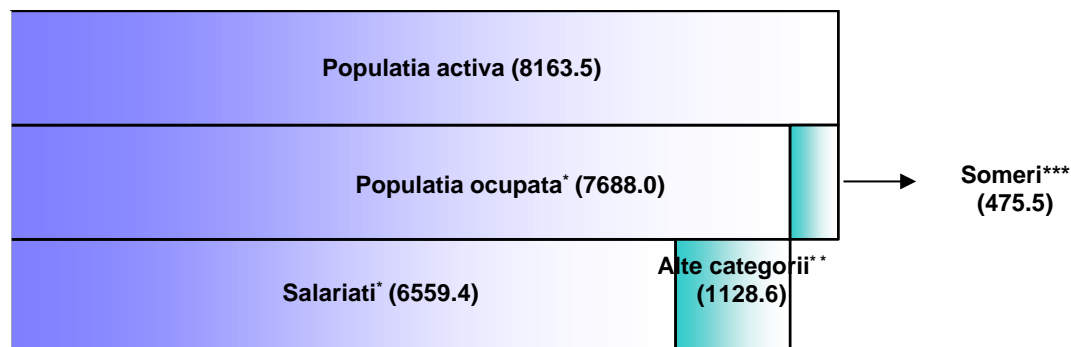 Populatia activa (8163.5)
Populatia ocupata* (7688.0)
Someri***
(475.5)
Salariati* (6559.4)
Alte categorii**
(1128.6)